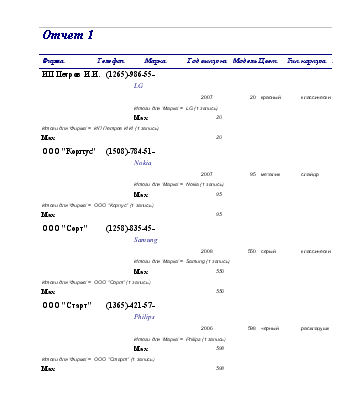 Отчет 1
Фирма Телефон Марка Год выпуска Модель Цвет Тип корпуса
ИП Петров И.И. (1265)-986-55-
LG
2007 20 красный классически
Итоги для 'Марка' = LG (1 запись)
Max 20
Итоги для 'Фирма' = ИП Петров И.И. (1 запись)
Max 20
ООО "Корпус" (1508)-784-51-
Nokia
2007 95 металик слайдер
Итоги для 'Марка' = Nokia (1 запись)
Max 95
Итоги для 'Фирма' = ООО "Корпус" (1 запись)
Max 95
ООО "Сорт" (1258)-835-45-
Samsung
2008 550 серый классически
Итоги для 'Марка' = Samsung (1 запись)
Max 550
Итоги для 'Фирма' = ООО "Сорт" (1 запись)
Max 550
ООО "Старт" (1365)-421-57-
Philips
2006 598 черный раскладушк
Итоги для 'Марка' = Philips (1 запись)
Max 598
Итоги для 'Фирма' = ООО "Старт" (1 запись)
Max 598